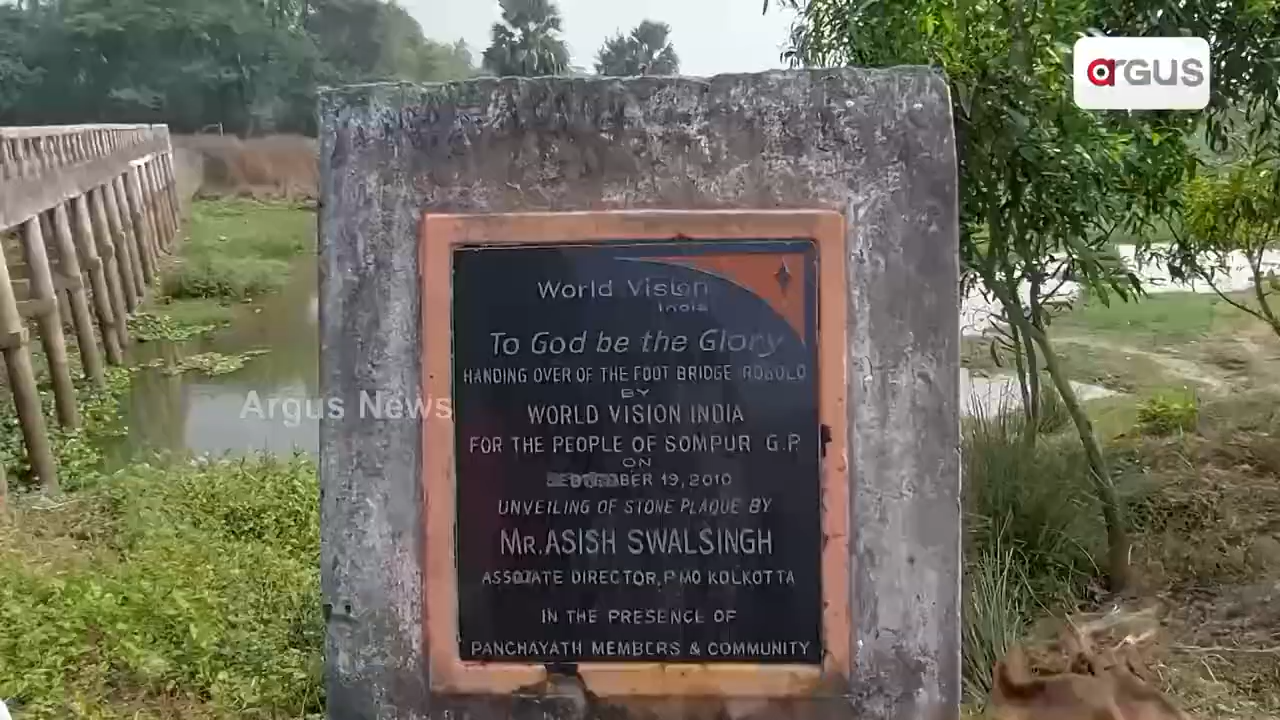 aRGUS
World Vision
India
To God be the Glory
HANDING OVER OF THE FOOT BRIDGE ROBOLO
BY
WORLD VISION INDIA
Argus News
FOR THE PEOPLE OF SOMPUR G.P.
ON
19, 2010
UNVEILING OF STONE PLAQUE BY
MR. ASISH SWALSINGH
DIRECTOR, PMO KOLKOTTA
IN THE PRESENCE OF
PANCHAYATH MEMBERS & COMMUNITY